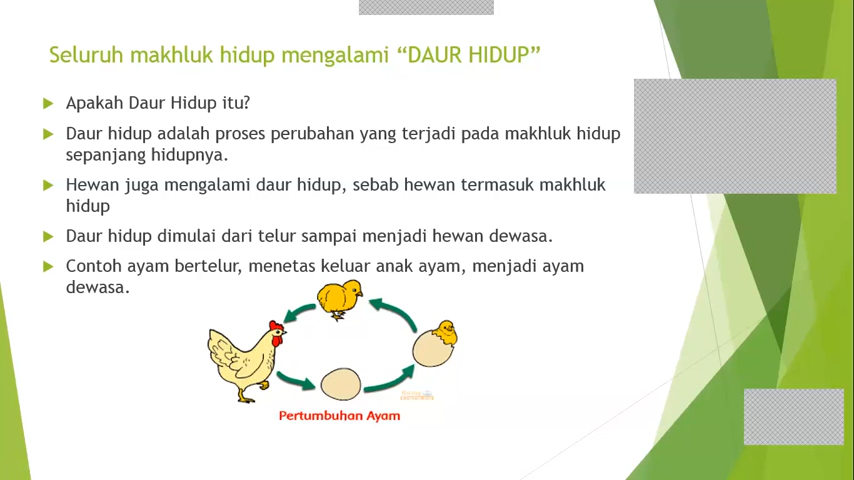 Seluruh makhluk hidup mengalami “DAUR HIDUP”
Apakah Daur Hidup itu?
Daur hidup adalah proses perubahan yang terjadi pada makhluk hidup
sepanjang hidupnya.
Hewan juga mengalami daur hidup, sebab hewan termasuk makhluk
hidup
Daur hidup dimulai dari telur sampai menjadi hewan dewasa.
Contoh ayam bertelur, menetas keluar anak ayam, menjadi ayam
dewasa.
Pertumbuhan Ayam